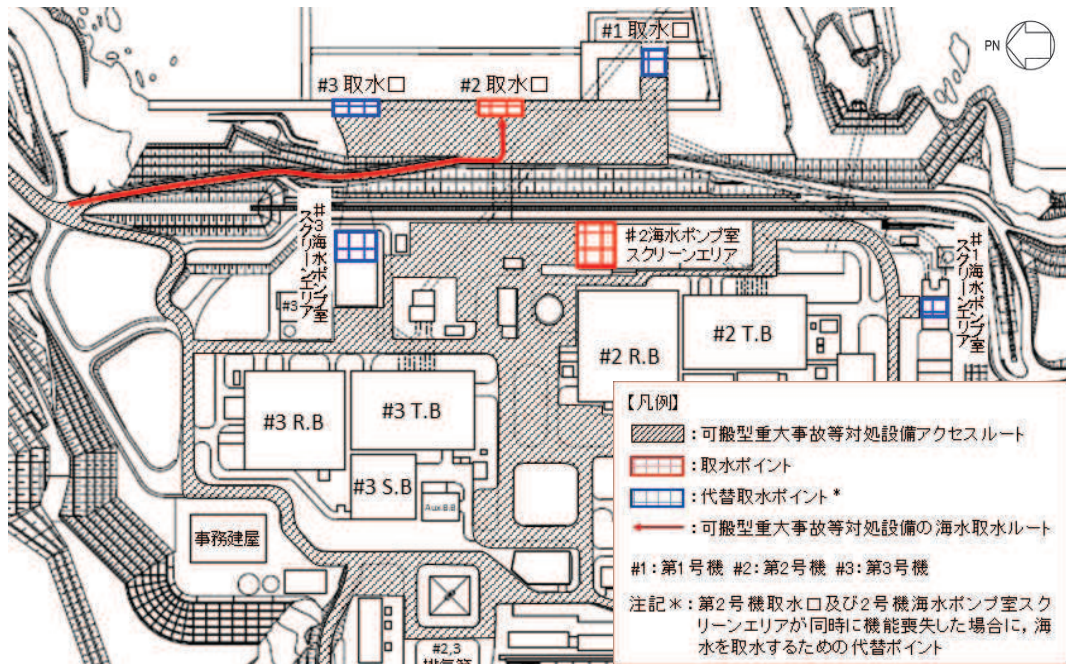 #1 取水口
PN
#3 取水口
#2 取水口
#3海水ポンプ室
スクリーンエリア
#2海水ポンプ室
スクリーンエリア
#1海水ポンプ室
スクリーンエリア
#3
#2 R.B
#2 T.B
#3 R.B
#3 T.B
#3 S.B
Aux B.B
事務建屋
#2,3
排気筒
【凡例】
:可搬型重大事故等対処設備アクセスルート
:取水ポイント
:代替取水ポイント*
:可搬型重大事故等対処設備の海水取水ルート
#1:第1号機 #2:第2号機 #3:第3号機
注記*:第2号機取水口及び2号機海水ポンプ室スク
リーンエリアが同時に機能喪失した場合に,海
水を取水するための代替ポイント